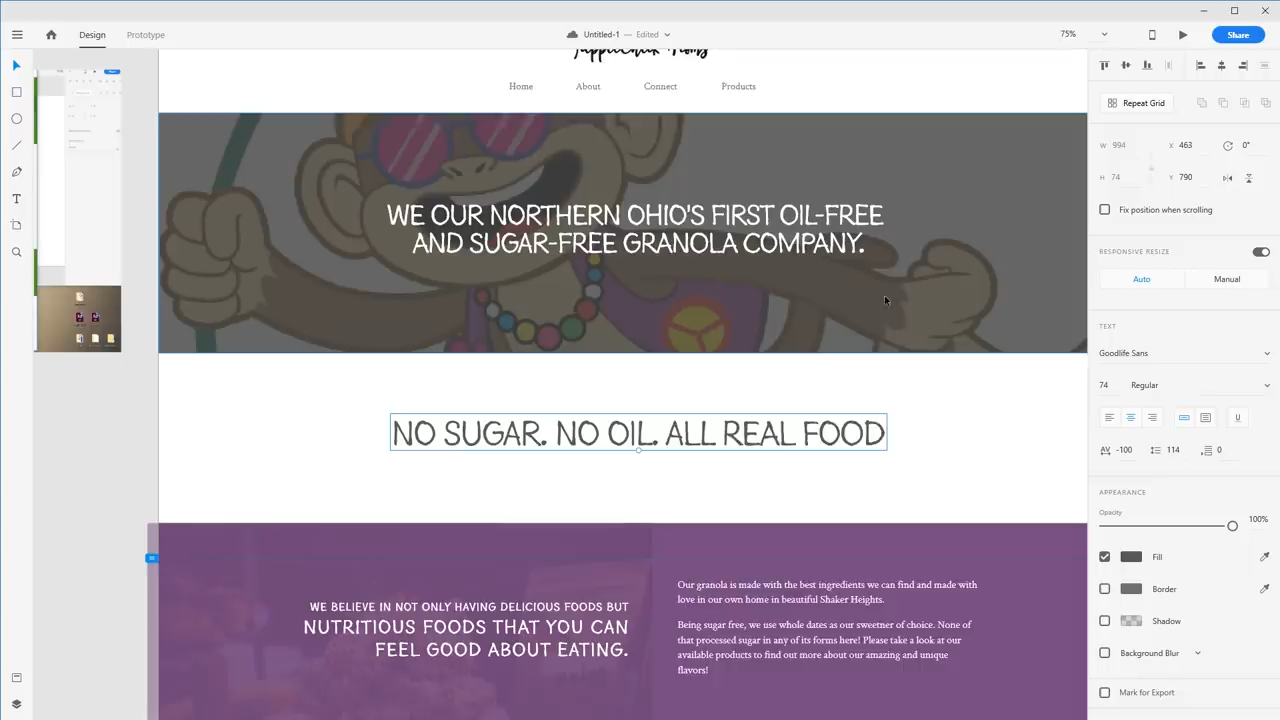 Design
Prototype
Untitled-1 — Edited
75%
Share
Home About Connect Products
WE OUR NORTHERN OHIO'S FIRST OIL-FREE
AND SUGAR-FREE GRANOLA COMPANY.
NO SUGAR. NO OIL. ALL REAL FOOD
WE BELIEVE IN NOT ONLY HAVING DELICIOUS FOODS BUT
NUTRITIOUS FOODS THAT YOU CAN
FEEL GOOD ABOUT EATING.
Our granola is made with the best ingredients we can find and made with
love in our own home in beautiful Shaker Heights.
Being sugar free, we use whole dates as our sweetner of choice. None of
that processed sugar in any of its forms here! Please take a look at our
available products to find out more about our amazing and unique
flavors!
Repeat Grid
W 994 X 463 0°
H 74 Y 790
Fix position when scrolling
RESPONSIVE RESIZE
Auto Manual
TEXT
Goodlife Sans
74 Regular
AV -100 114 0
APPEARANCE
Opacity
100%
Fill
Border
Shadow
Background Blur
Mark for Export